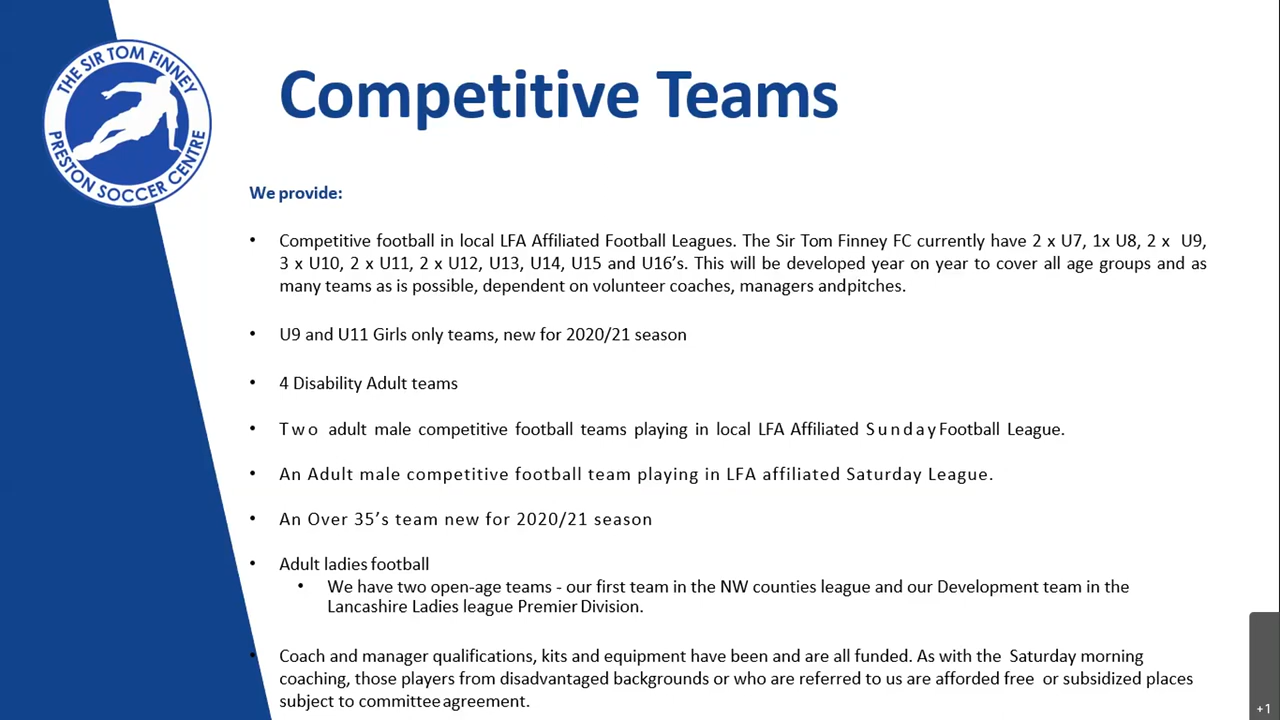 THE SIR TOM FINNEY
PRESTON SOCCER CENTRE
Competitive Teams
We provide:
• Competitive football in local LFA Affiliated Football Leagues. The Sir Tom Finney FC currently have 2 x U7, 1x U8, 2 x U9,
3 x U10, 2 x U11, 2 x U12, U13, U14, U15 and U16’s. This will be developed year on year to cover all age groups and as
many teams as is possible, dependent on volunteer coaches, managers andpitches.
• U9 and U11 Girls only teams, new for 2020/21 season
• 4 Disability Adult teams
• Two adult male competitive football teams playing in local LFA Affiliated Sunday Football League.
• An Adult male competitive football team playing in LFA affiliated Saturday League.
• An Over 35’s team new for 2020/21 season
• Adult ladies football
• We have two open-age teams - our first team in the NW counties league and our Development team in the
Lancashire Ladies league Premier Division.
• Coach and manager qualifications, kits and equipment have been and are all funded. As with the Saturday morning
coaching, those players from disadvantaged backgrounds or who are referred to us are afforded free or subsidized places
subject to committee agreement.
+1